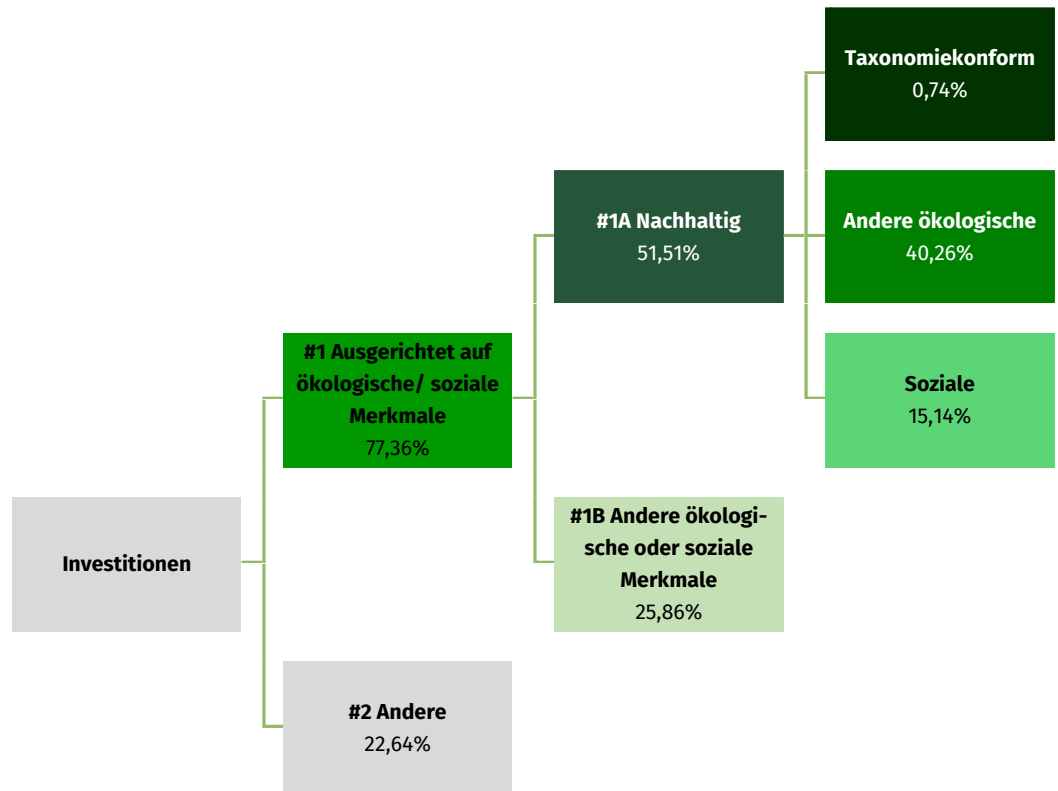 Taxonomiekonform
0,74%
#1A Nachhaltig
51,51%
Andere ökologische
40,26%
#1 Ausgerichtet auf
ökologische/ soziale
Merkmale
77,36%
Soziale
15,14%
Investitionen
#1B Andere ökologi-
sche oder soziale
Merkmale
25,86%
#2 Andere
22,64%